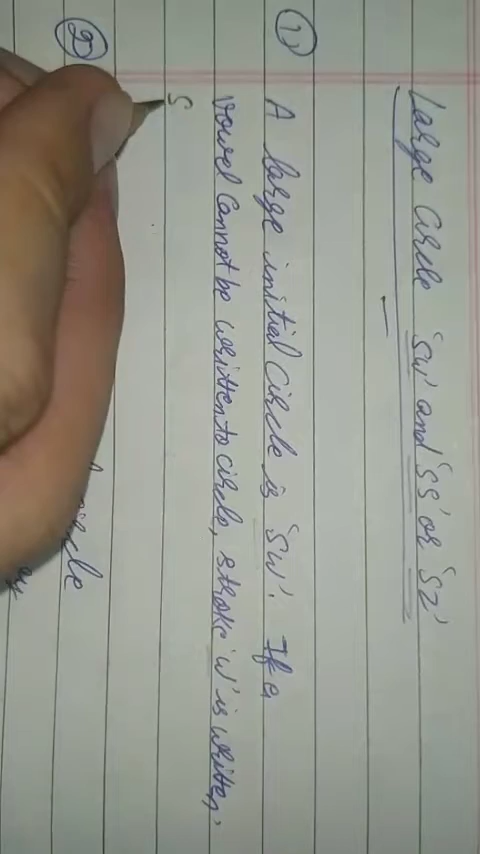 Large circle 'sw' and 'ss' or 'sz'
1) A large initial circle is 'sw'. If a
vowel cannot be written to circle, stroke 'w' is written.
S
2) circle